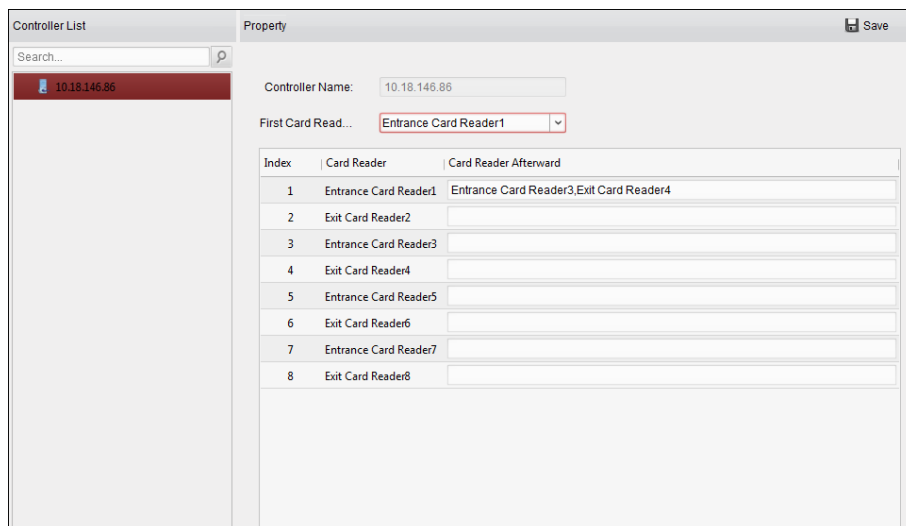 Controller List
Property
Save
Search...
10.18.146.86
Controller Name: 10.18.146.86
First Card Read... Entrance Card Reader1
Index Card Reader Card Reader Afterward
1 Entrance Card Reader1 Entrance Card Reader3,Exit Card Reader4
2 Exit Card Reader2
3 Entrance Card Reader3
4 Exit Card Reader4
5 Entrance Card Reader5
6 Exit Card Reader6
7 Entrance Card Reader7
8 Exit Card Reader8